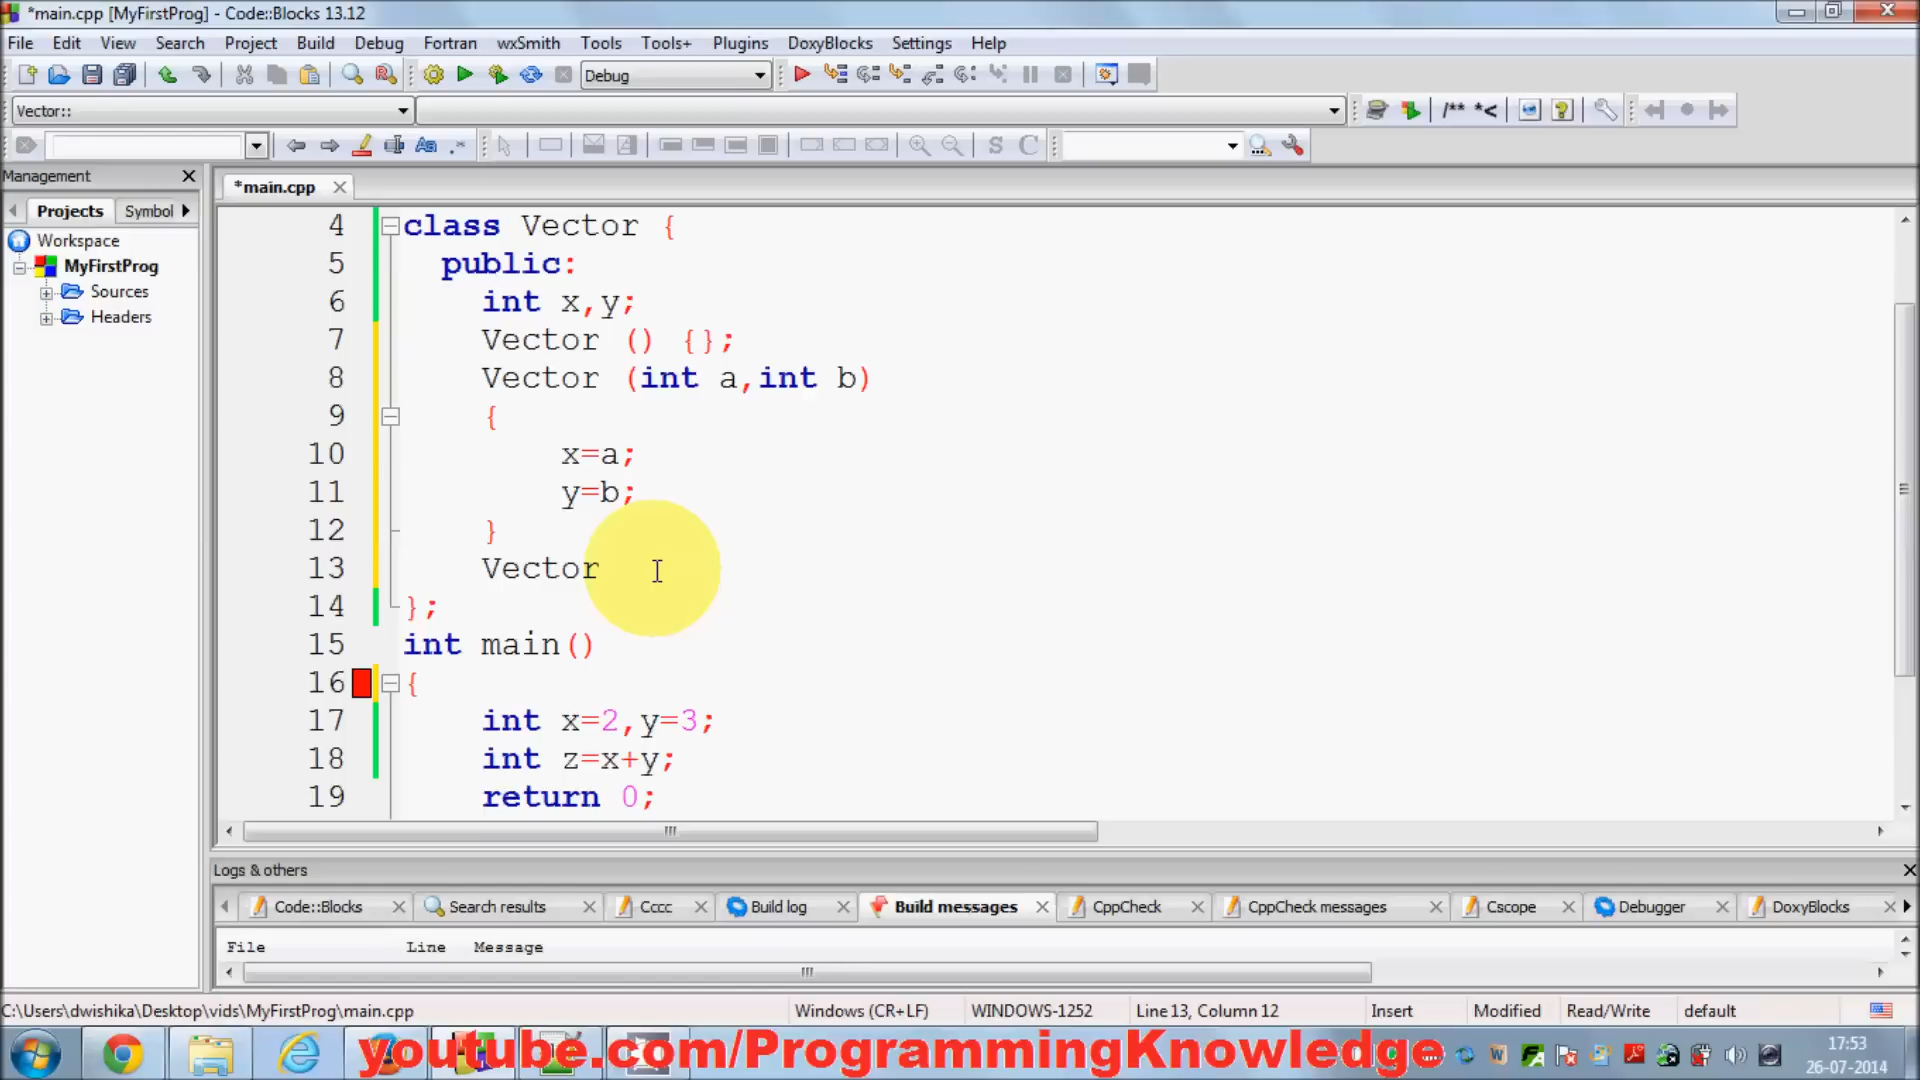 *main.cpp [MyFirstProg] - Code::Blocks 13.12
File Edit View Search Project Build Debug Fortran wxSmith Tools Tools+ Plugins DoxyBlocks Settings Help
Debug
Vector::
/** *<
S C
Management
*main.cpp
Projects Symbol
Workspace
MyFirstProg
Sources
Headers
4 class Vector {
5 public:
6 int x,y;
7 Vector () {};
8 Vector (int a,int b)
9 {
10 x=a;
11 y=b;
12 }
13 Vector
14 };
15 int main()
16 {
17 int x=2,y=3;
18 int z=x+y;
19 return 0;
Logs & others
Code::Blocks Search results Cccc Build log Build messages CppCheck CppCheck messages Cscope Debugger DoxyBlocks
File Line Message
C:\Users\dwishika\Desktop\vids\MyFirstProg\main.cpp Windows (CR+LF) WINDOWS-1252 Line 13, Column 12 Insert Modified Read/Write default
youtube.com/ProgrammingKnowledge
17:53
26-07-2014